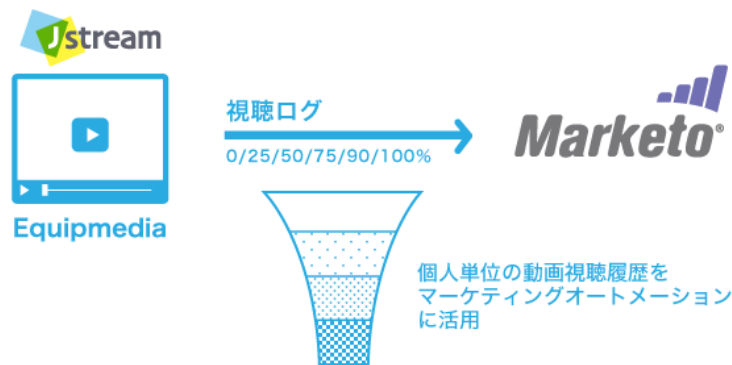 Jstream
視聴ログ
0/25/50/75/90/100%
Marketo®
Equipmedia
個人単位の動画視聴履歴を
マーケティングオートメーション
に活用